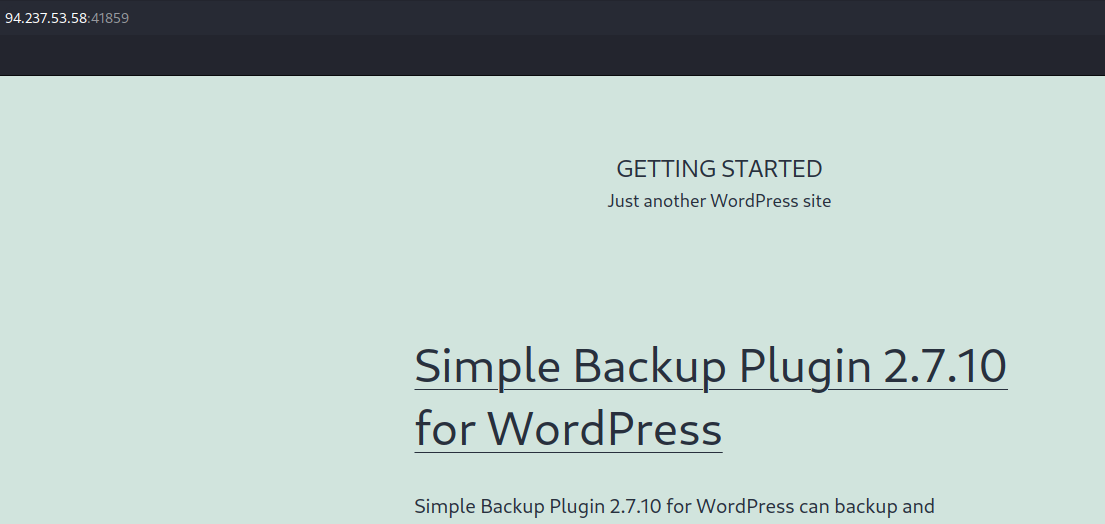 94.237.53.58:41859
GETTING STARTED
Just another WordPress site
Simple Backup Plugin 2.7.10
for WordPress
Simple Backup Plugin 2.7.10 for WordPress can backup and